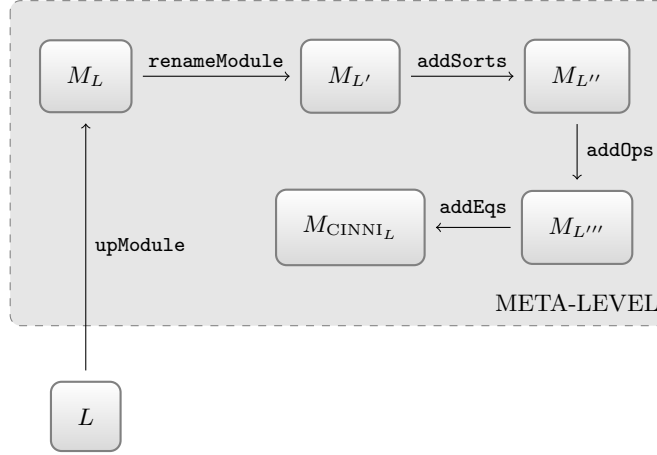 M_L renameModule M_{L'} addSorts M_{L''}
addOps
M_{CINNI_L} addEqs M_{L'''}
upModule
META-LEVEL
L